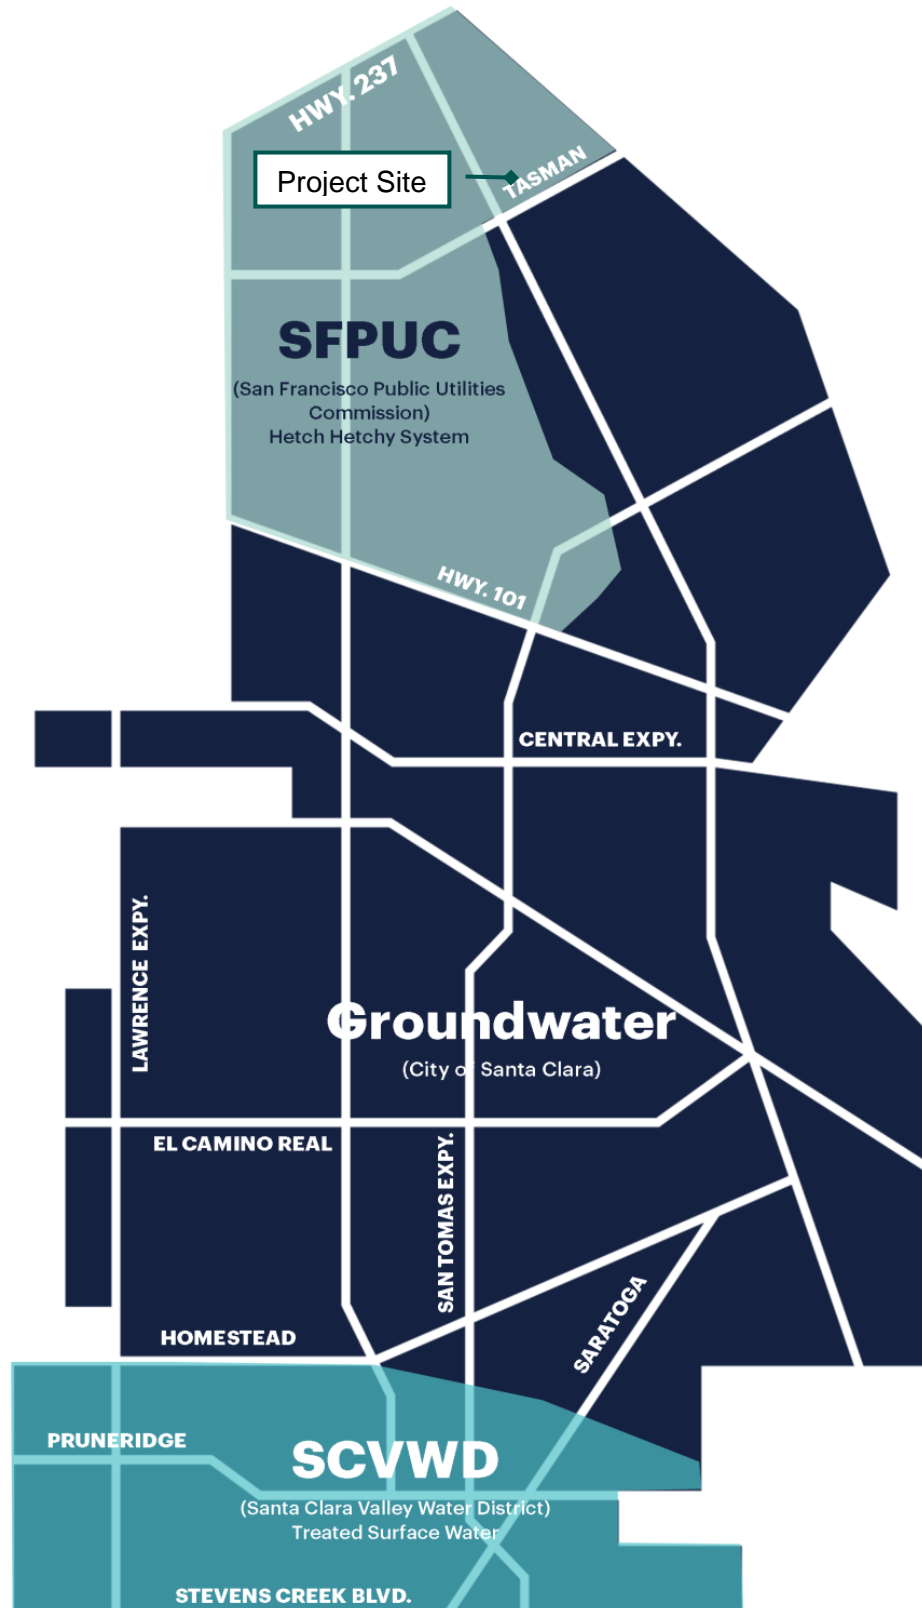 HWY. 237
Project Site
TASMAN
SFPUC
(San Francisco Public Utilities
Commission)
Hetch Hetchy System
HWY. 101
CENTRAL EXPY.
LAWRENCE EXPY.
Groundwater
(City of Santa Clara)
EL CAMINO REAL
SAN TOMAS EXPY.
HOMESTEAD
SARATOGA
PRUNERIDGE
SCVWD
(Santa Clara Valley Water District)
Treated Surface Water
STEVENS CREEK BLVD.